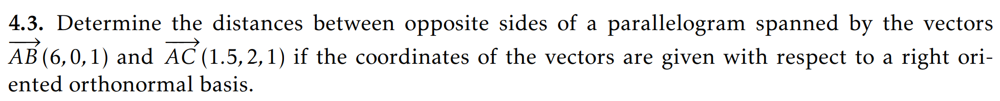 4.3. Determine the distances between opposite sides of a parallelogram spanned by the vectors
$\overrightarrow{AB}(6,0,1)$ and $\overrightarrow{AC}(1.5,2,1)$ if the coordinates of the vectors are given with respect to a right ori-
ented orthonormal basis.